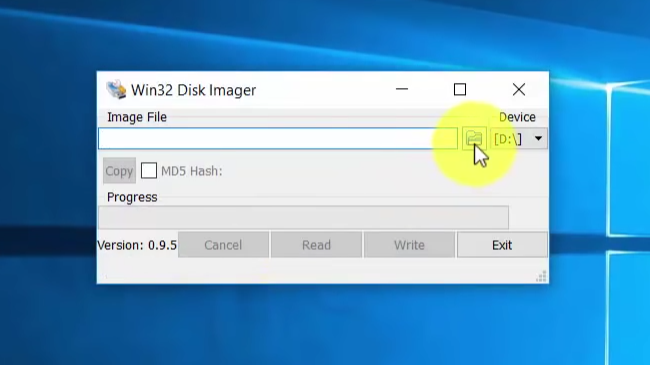 Win32 Disk Imager
Image File Device
[D:\]
Copy MD5 Hash:
Progress
Version: 0.9.5 Cancel Read Write Exit